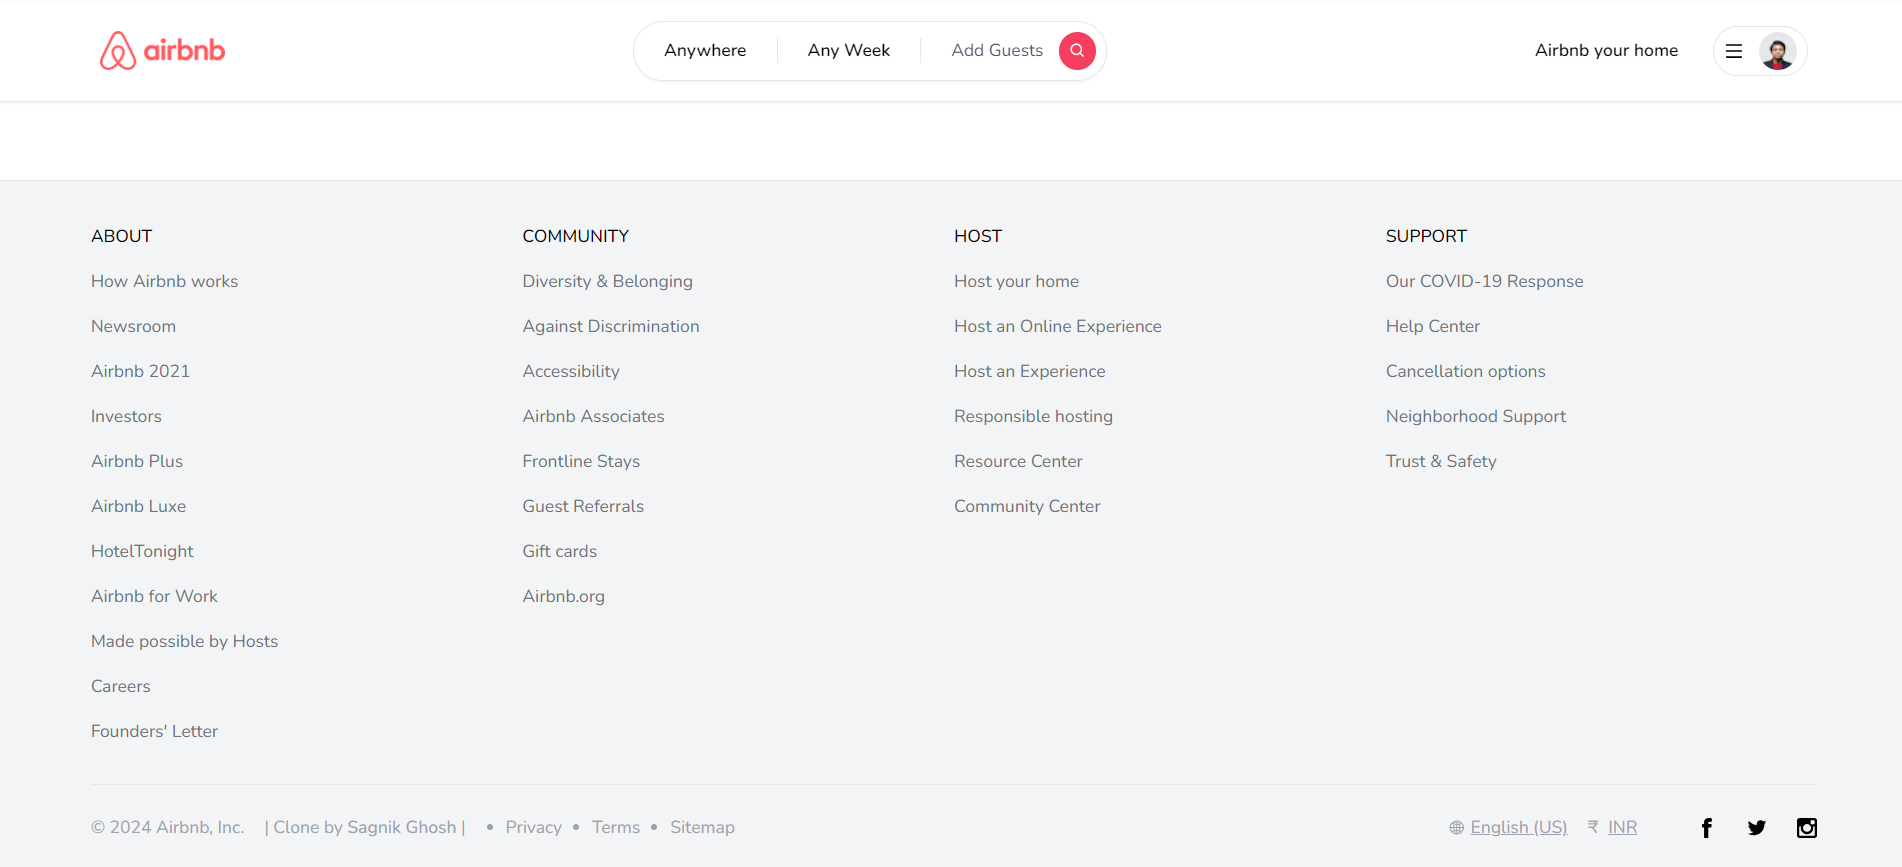 airbnb
Anywhere Any Week Add Guests
Airbnb your home
ABOUT
How Airbnb works
Newsroom
Airbnb 2021
Investors
Airbnb Plus
Airbnb Luxe
HotelTonight
Airbnb for Work
Made possible by Hosts
Careers
Founders' Letter
COMMUNITY
Diversity & Belonging
Against Discrimination
Accessibility
Airbnb Associates
Frontline Stays
Guest Referrals
Gift cards
Airbnb.org
HOST
Host your home
Host an Online Experience
Host an Experience
Responsible hosting
Resource Center
Community Center
SUPPORT
Our COVID-19 Response
Help Center
Cancellation options
Neighborhood Support
Trust & Safety
© 2024 Airbnb, Inc. | Clone by Sagnik Ghosh | • Privacy • Terms • Sitemap
English (US) ₹ INR